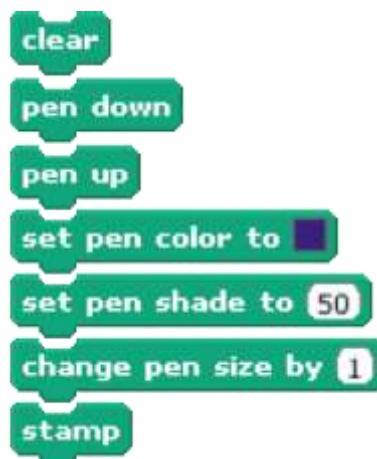 clear
pen down
pen up
set pen color to
set pen shade to 50
change pen size by 1
stamp